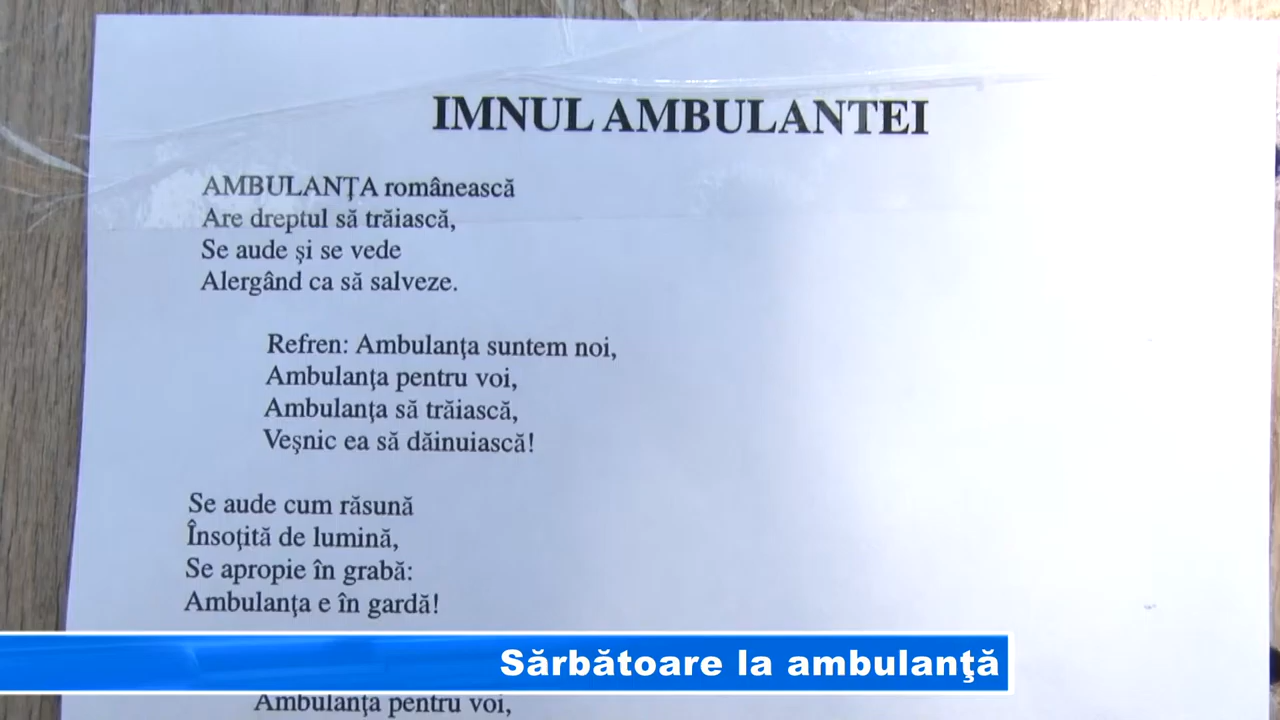 IMNUL AMBULANTEI
AMBULANŢA românească
Are dreptul să trăiască,
Se aude şi se vede
Alergând ca să salveze.
Refren: Ambulanţa suntem noi,
Ambulanţa pentru voi,
Ambulanţa să trăiască,
Veşnic ea să dăinuiască!
Se aude cum răsună
Însoţită de lumină,
Se apropie în grabă:
Ambulanţa e în gardă!
Sărbătoare la ambulanţă
Ambulanţa pentru voi,